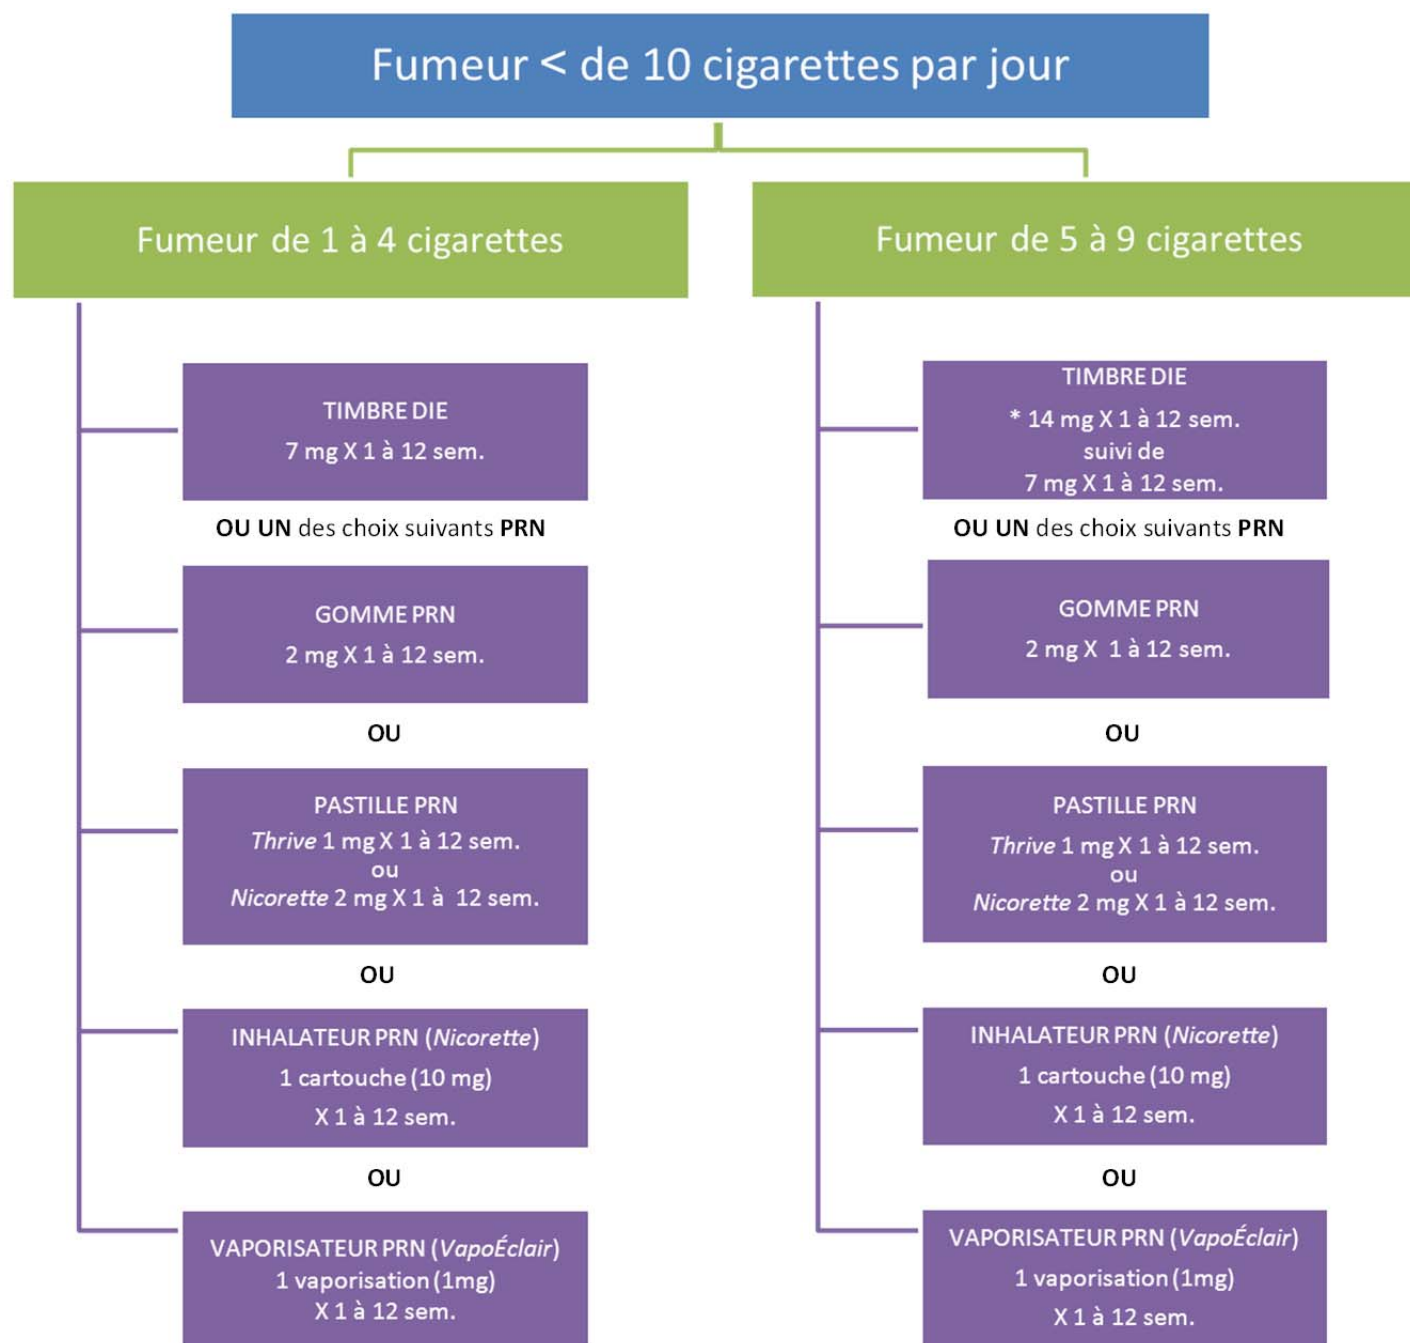 Fumeur < de 10 cigarettes par jour
Fumeur de 1 à 4 cigarettes
TIMBRE DIE
7 mg X 1 à 12 sem.
OU UN des choix suivants PRN
GOMME PRN
2 mg X 1 à 12 sem.
OU
PASTILLE PRN
Thrive 1 mg X 1 à 12 sem.
ou
Nicorette 2 mg X 1 à 12 sem.
OU
INHALATEUR PRN (Nicorette)
1 cartouche (10 mg)
X 1 à 12 sem.
OU
VAPORISATEUR PRN (VapoÉclair)
1 vaporisation (1mg)
X 1 à 12 sem.
Fumeur de 5 à 9 cigarettes
TIMBRE DIE
* 14 mg X 1 à 12 sem.
suivi de
7 mg X 1 à 12 sem.
OU UN des choix suivants PRN
GOMME PRN
2 mg X 1 à 12 sem.
OU
PASTILLE PRN
Thrive 1 mg X 1 à 12 sem.
ou
Nicorette 2 mg X 1 à 12 sem.
OU
INHALATEUR PRN (Nicorette)
1 cartouche (10 mg)
X 1 à 12 sem.
OU
VAPORISATEUR PRN (VapoÉclair)
1 vaporisation (1mg)
X 1 à 12 sem.